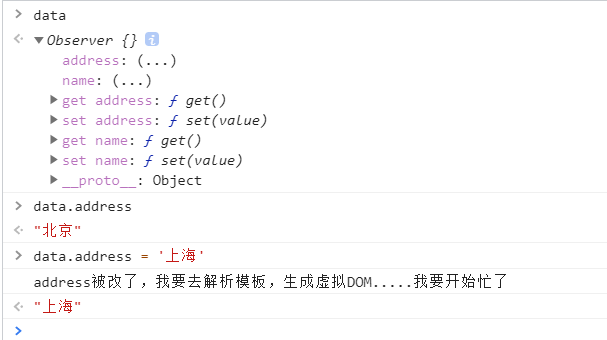 > data
<· ▼Observer {} i
address: (...)
name: (...)
▶ get address: ƒ get()
▶ set address: ƒ set(value)
▶ get name: ƒ get()
▶ set name: ƒ set(value)
▶ __proto__: Object
> data.address
<· "北京"
> data.address = '上海'
address被改了，我要去解析模板，生成虚拟DOM.....我要开始忙了
<· "上海"
>